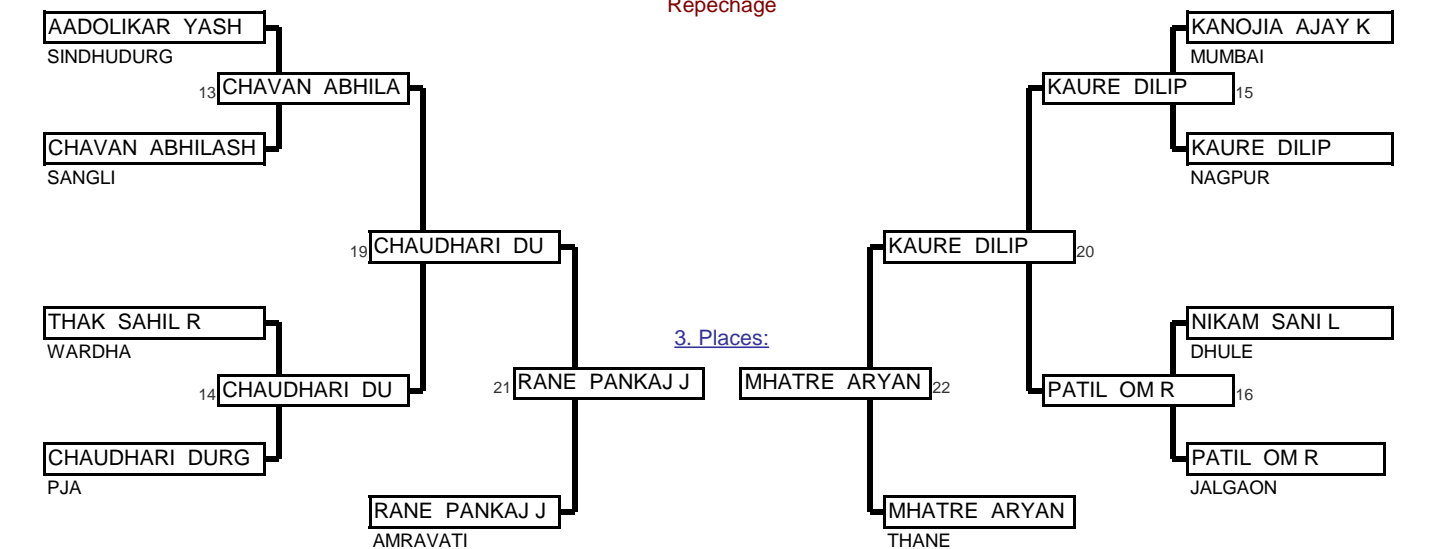 Repechage
AADOLIKAR YASH
KANOJIA AJAY K
SINDHUDURG
MUMBAI
13 CHAVAN ABHILA
KAURE DILIP 15
CHAVAN ABHILASH
KAURE DILIP
SANGLI
NAGPUR
19 CHAUDHARI DU
KAURE DILIP 20
THAK SAHIL R
NIKAM SANI L
3. Places:
WARDHA
DHULE
14 CHAUDHARI DU
21 RANE PANKAJ J
MHATRE ARYAN 22
PATIL OM R 16
CHAUDHARI DURG
PATIL OM R
PJA
JALGAON
RANE PANKAJ J
MHATRE ARYAN
AMRAVATI
THANE